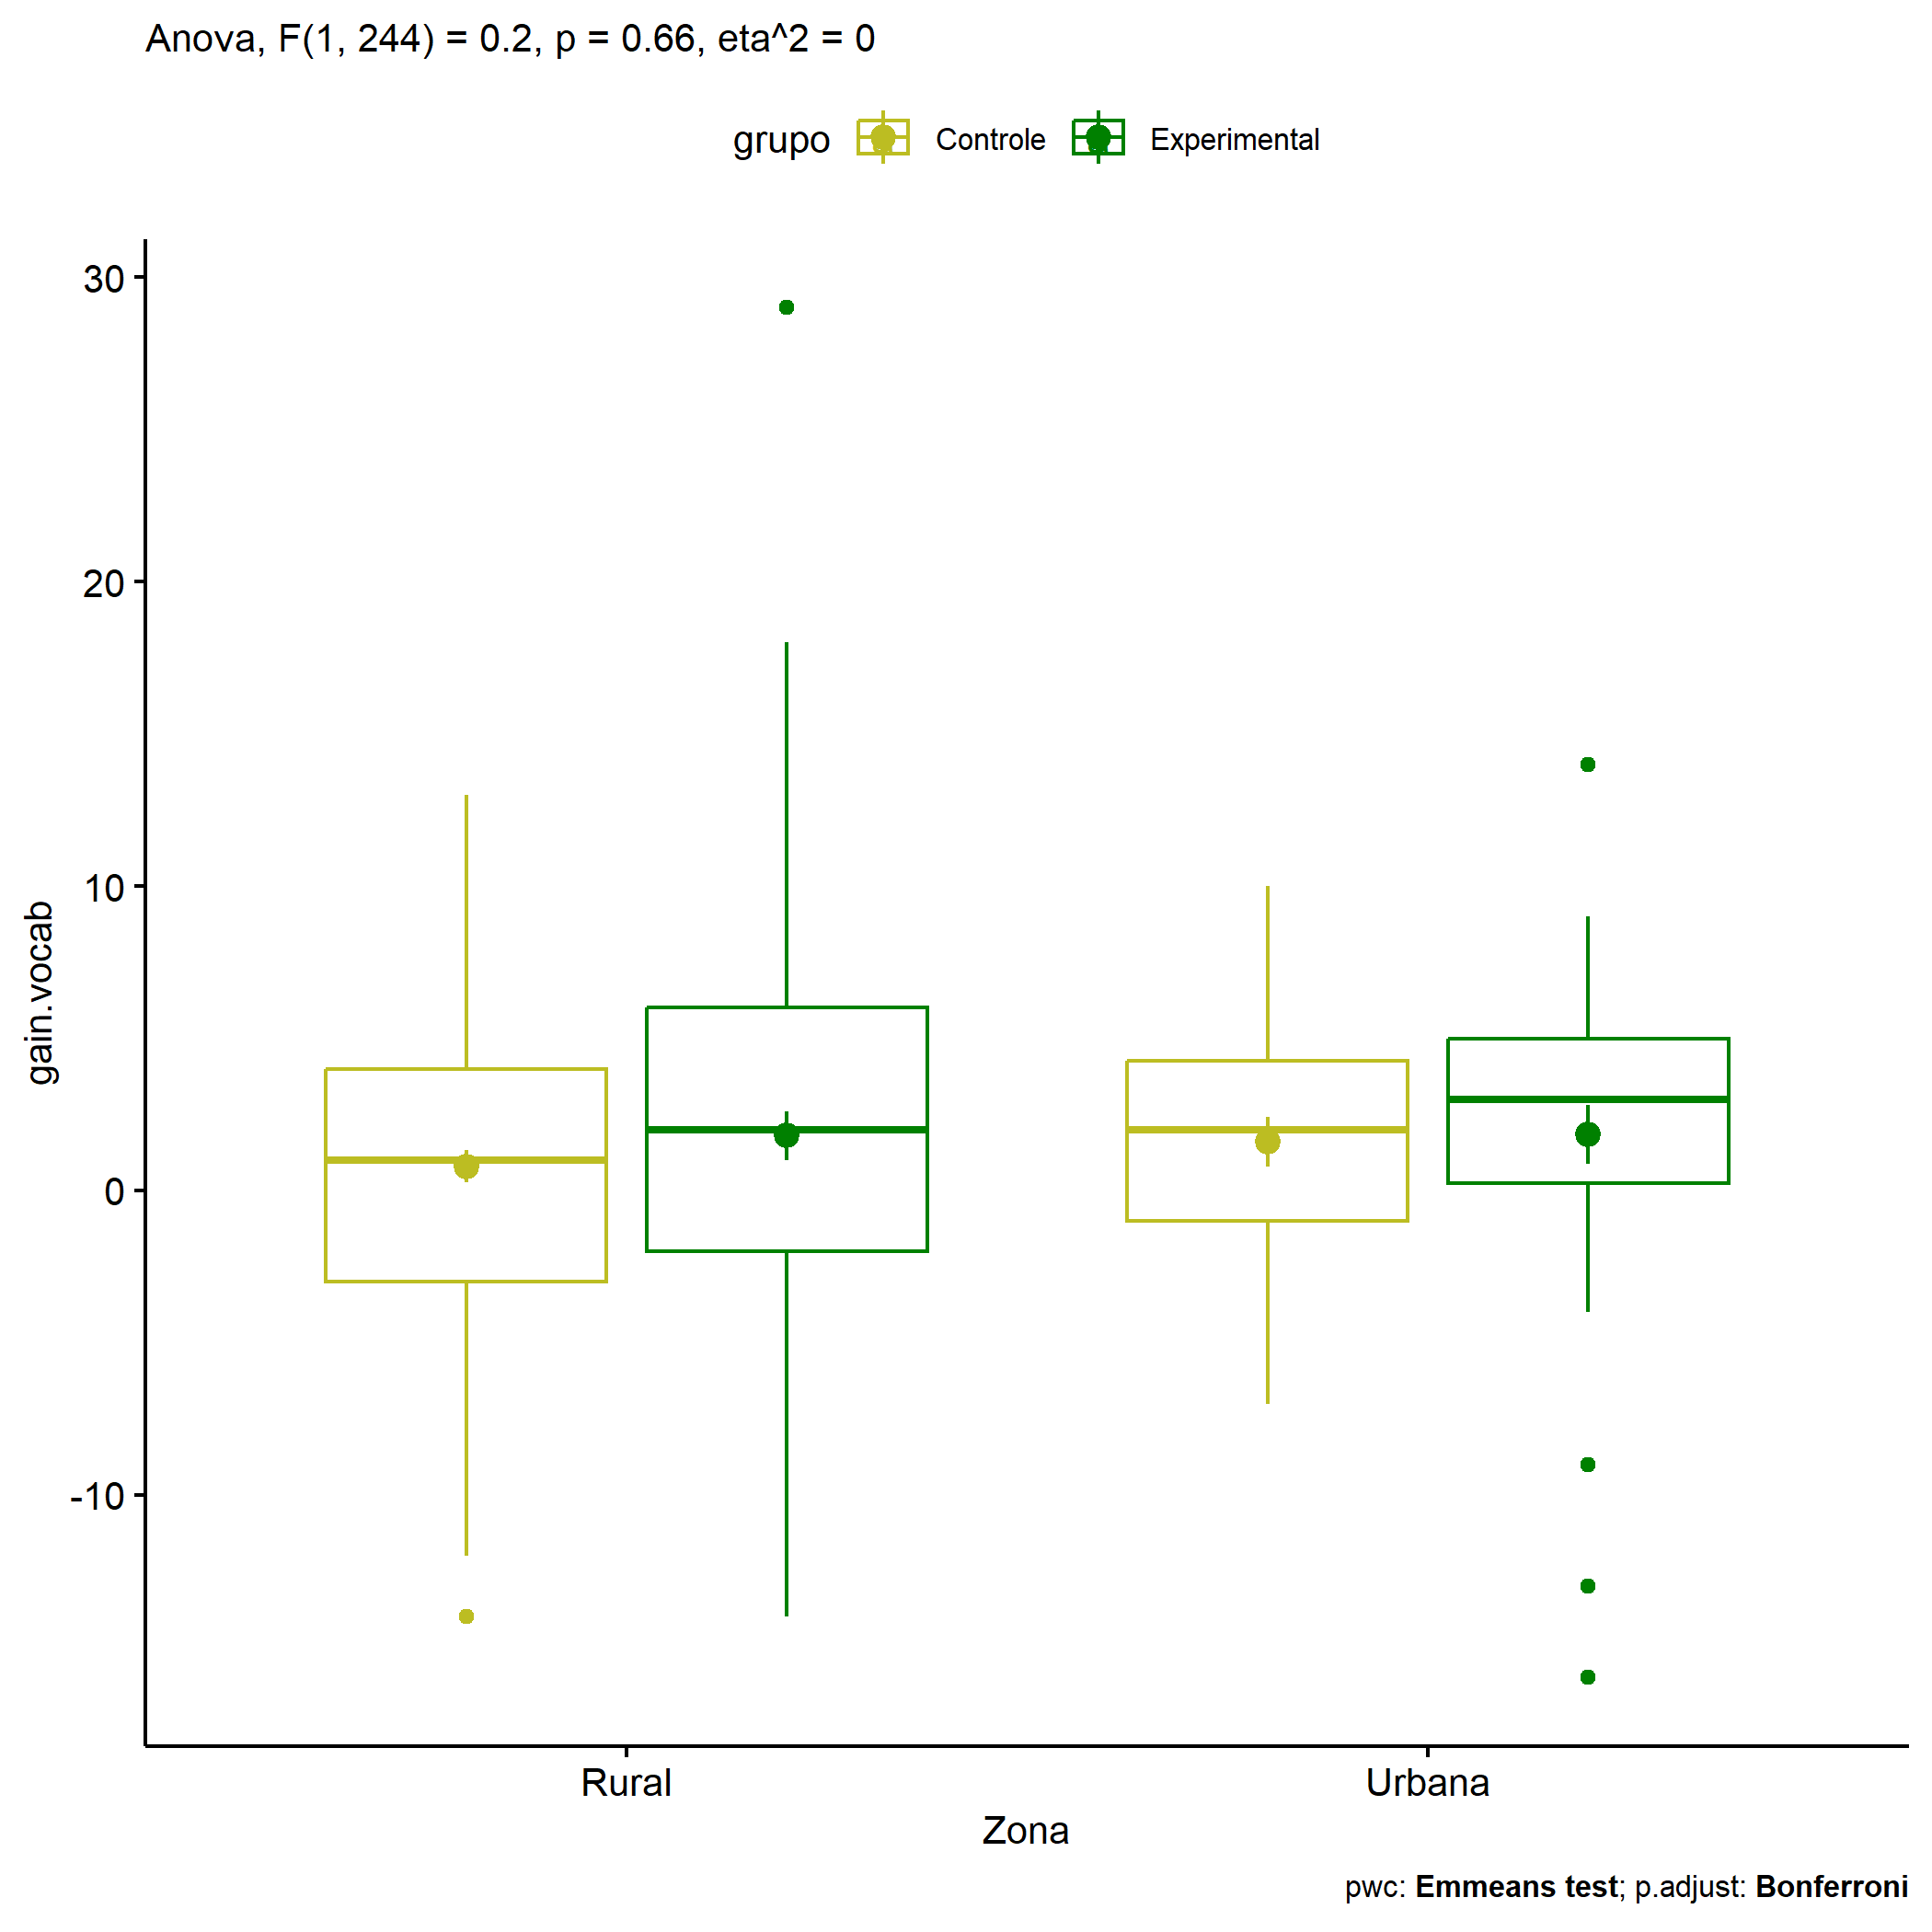 Anova, F(1, 244) = 0.2, p = 0.66, eta^2 = 0
grupo Controle Experimental
30
20
10
0
-10
gain.vocab
Rural Urbana
Zona
pwc: Emmeans test; p.adjust: Bonferroni